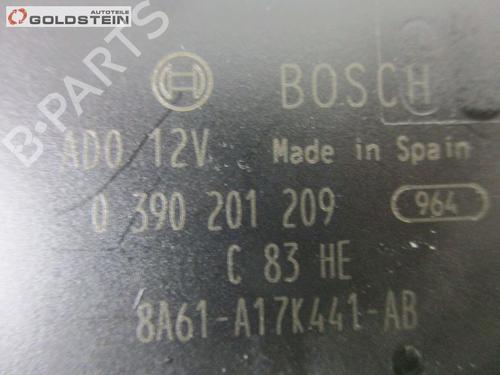 AUTOTEILE
GOLDSTEIN
B-PARTS
BOSCH
ADO 12V Made in Spain
0 390 201 209 964
C 83 HE
8A61-A17K441-AB